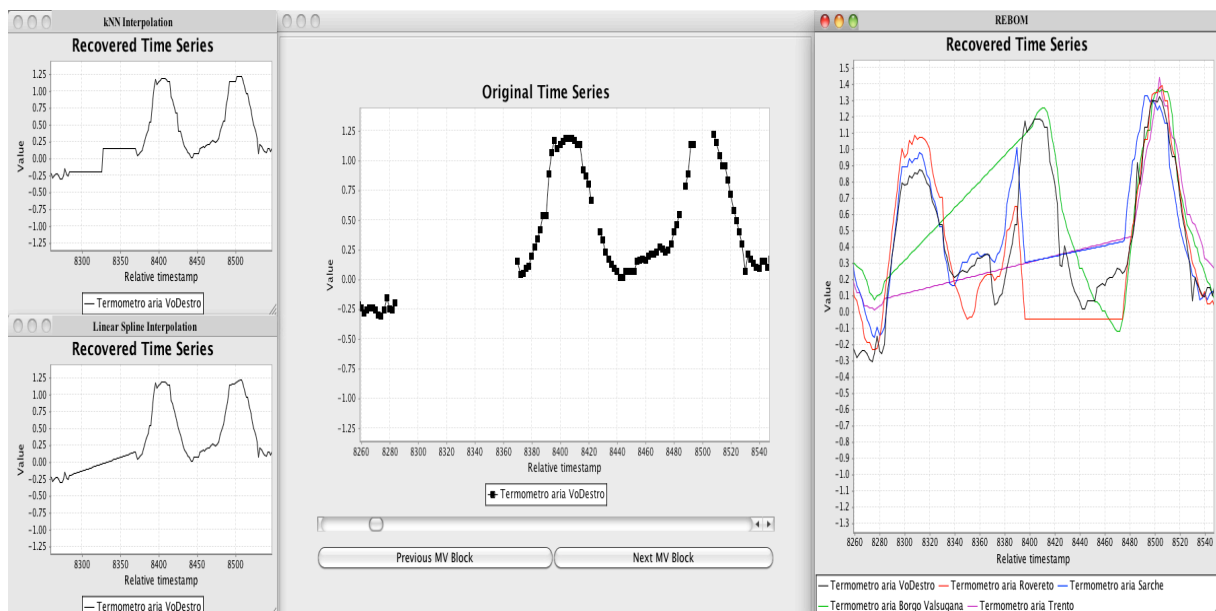 kNN Interpolation
Recovered Time Series
1.25
1.00
0.75
0.50
0.25
0.00
−0.25
−0.50
−0.75
−1.00
−1.25
Value
8300 8350 8400 8450 8500
Relative timestamp
Termometro aria VoDestro
Linear Spline Interpolation
Recovered Time Series
1.25
1.00
0.75
0.50
0.25
0.00
−0.25
−0.50
−0.75
−1.00
−1.25
Value
8300 8350 8400 8450 8500
Relative timestamp
Termometro aria VoDestro
Original Time Series
1.25
1.00
0.75
0.50
0.25
0.00
−0.25
−0.50
−0.75
−1.00
−1.25
Value
8260 8280 8300 8320 8340 8360 8380 8400 8420 8440 8460 8480 8500 8520 8540
Relative timestamp
Termometro aria VoDestro
Previous MV Block
Next MV Block
REBOM
Recovered Time Series
1.5
1.4
1.3
1.2
1.1
1.0
0.9
0.8
0.7
0.6
0.5
0.4
0.3
0.2
0.1
0.0
−0.1
−0.2
−0.3
−0.4
−0.5
−0.6
−0.7
−0.8
−0.9
−1.0
−1.1
−1.2
−1.3
Value
8260 8280 8300 8320 8340 8360 8380 8400 8420 8440 8460 8480 8500 8520 8540
Relative timestamp
Termometro aria VoDestro Termometro aria Rovereto Termometro aria Sarche
Termometro aria Borgo Valsugana Termometro aria Trento